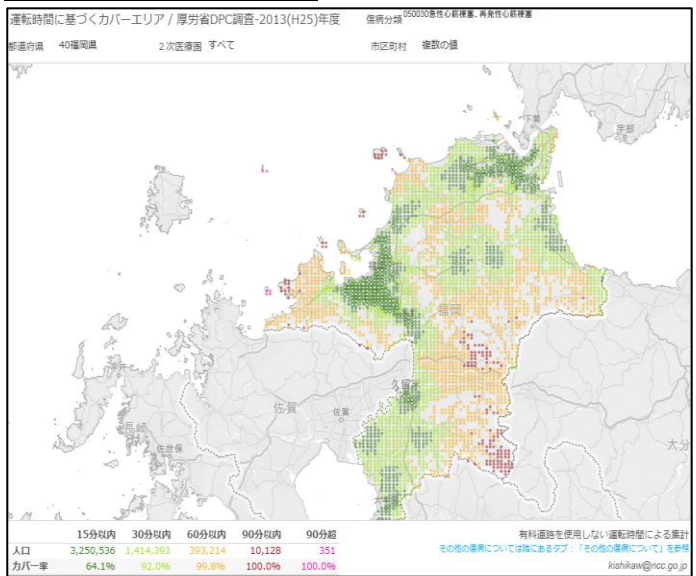 運転時間に基づくカバーエリア / 厚労省DPC調査-2013(H25)年度
傷病分類 050030急性心筋梗塞、再発性心筋梗塞
都道府県 40福岡県 2次医療圏 すべて 市区町村 複数の値
下関
宇部
福岡
久留米
佐賀
佐賀
平戸
長崎
佐世保
大分
15分以内 30分以内 60分以内 90分以内 90分超
人口 3,250,536 1,414,393 393,214 10,128 351
カバー率 64.1% 92.0% 99.8% 100.0% 100.0%
有料道路を使用しない運転時間による集計
その他の傷病については隣にあるタブ：「その他の傷病について」を参照
kishikaw@ncc.go.jp